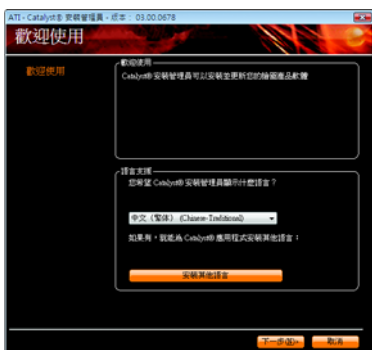 ATI - Catalyst® 安裝管理員 - 版本： 03.00.0678
歡迎使用
歡迎使用
歡迎使用
Catalyst® 安裝管理員可以安裝並更新您的繪圖產品軟體
語言支援
您希望 Catalyst® 安裝管理員顯示什麼語言？
中文（繁体） (Chinese-Traditional)
如果有，就能為 Catalyst® 應用程式安裝其他語言：
安裝其他語言
下一步(N)>
取消